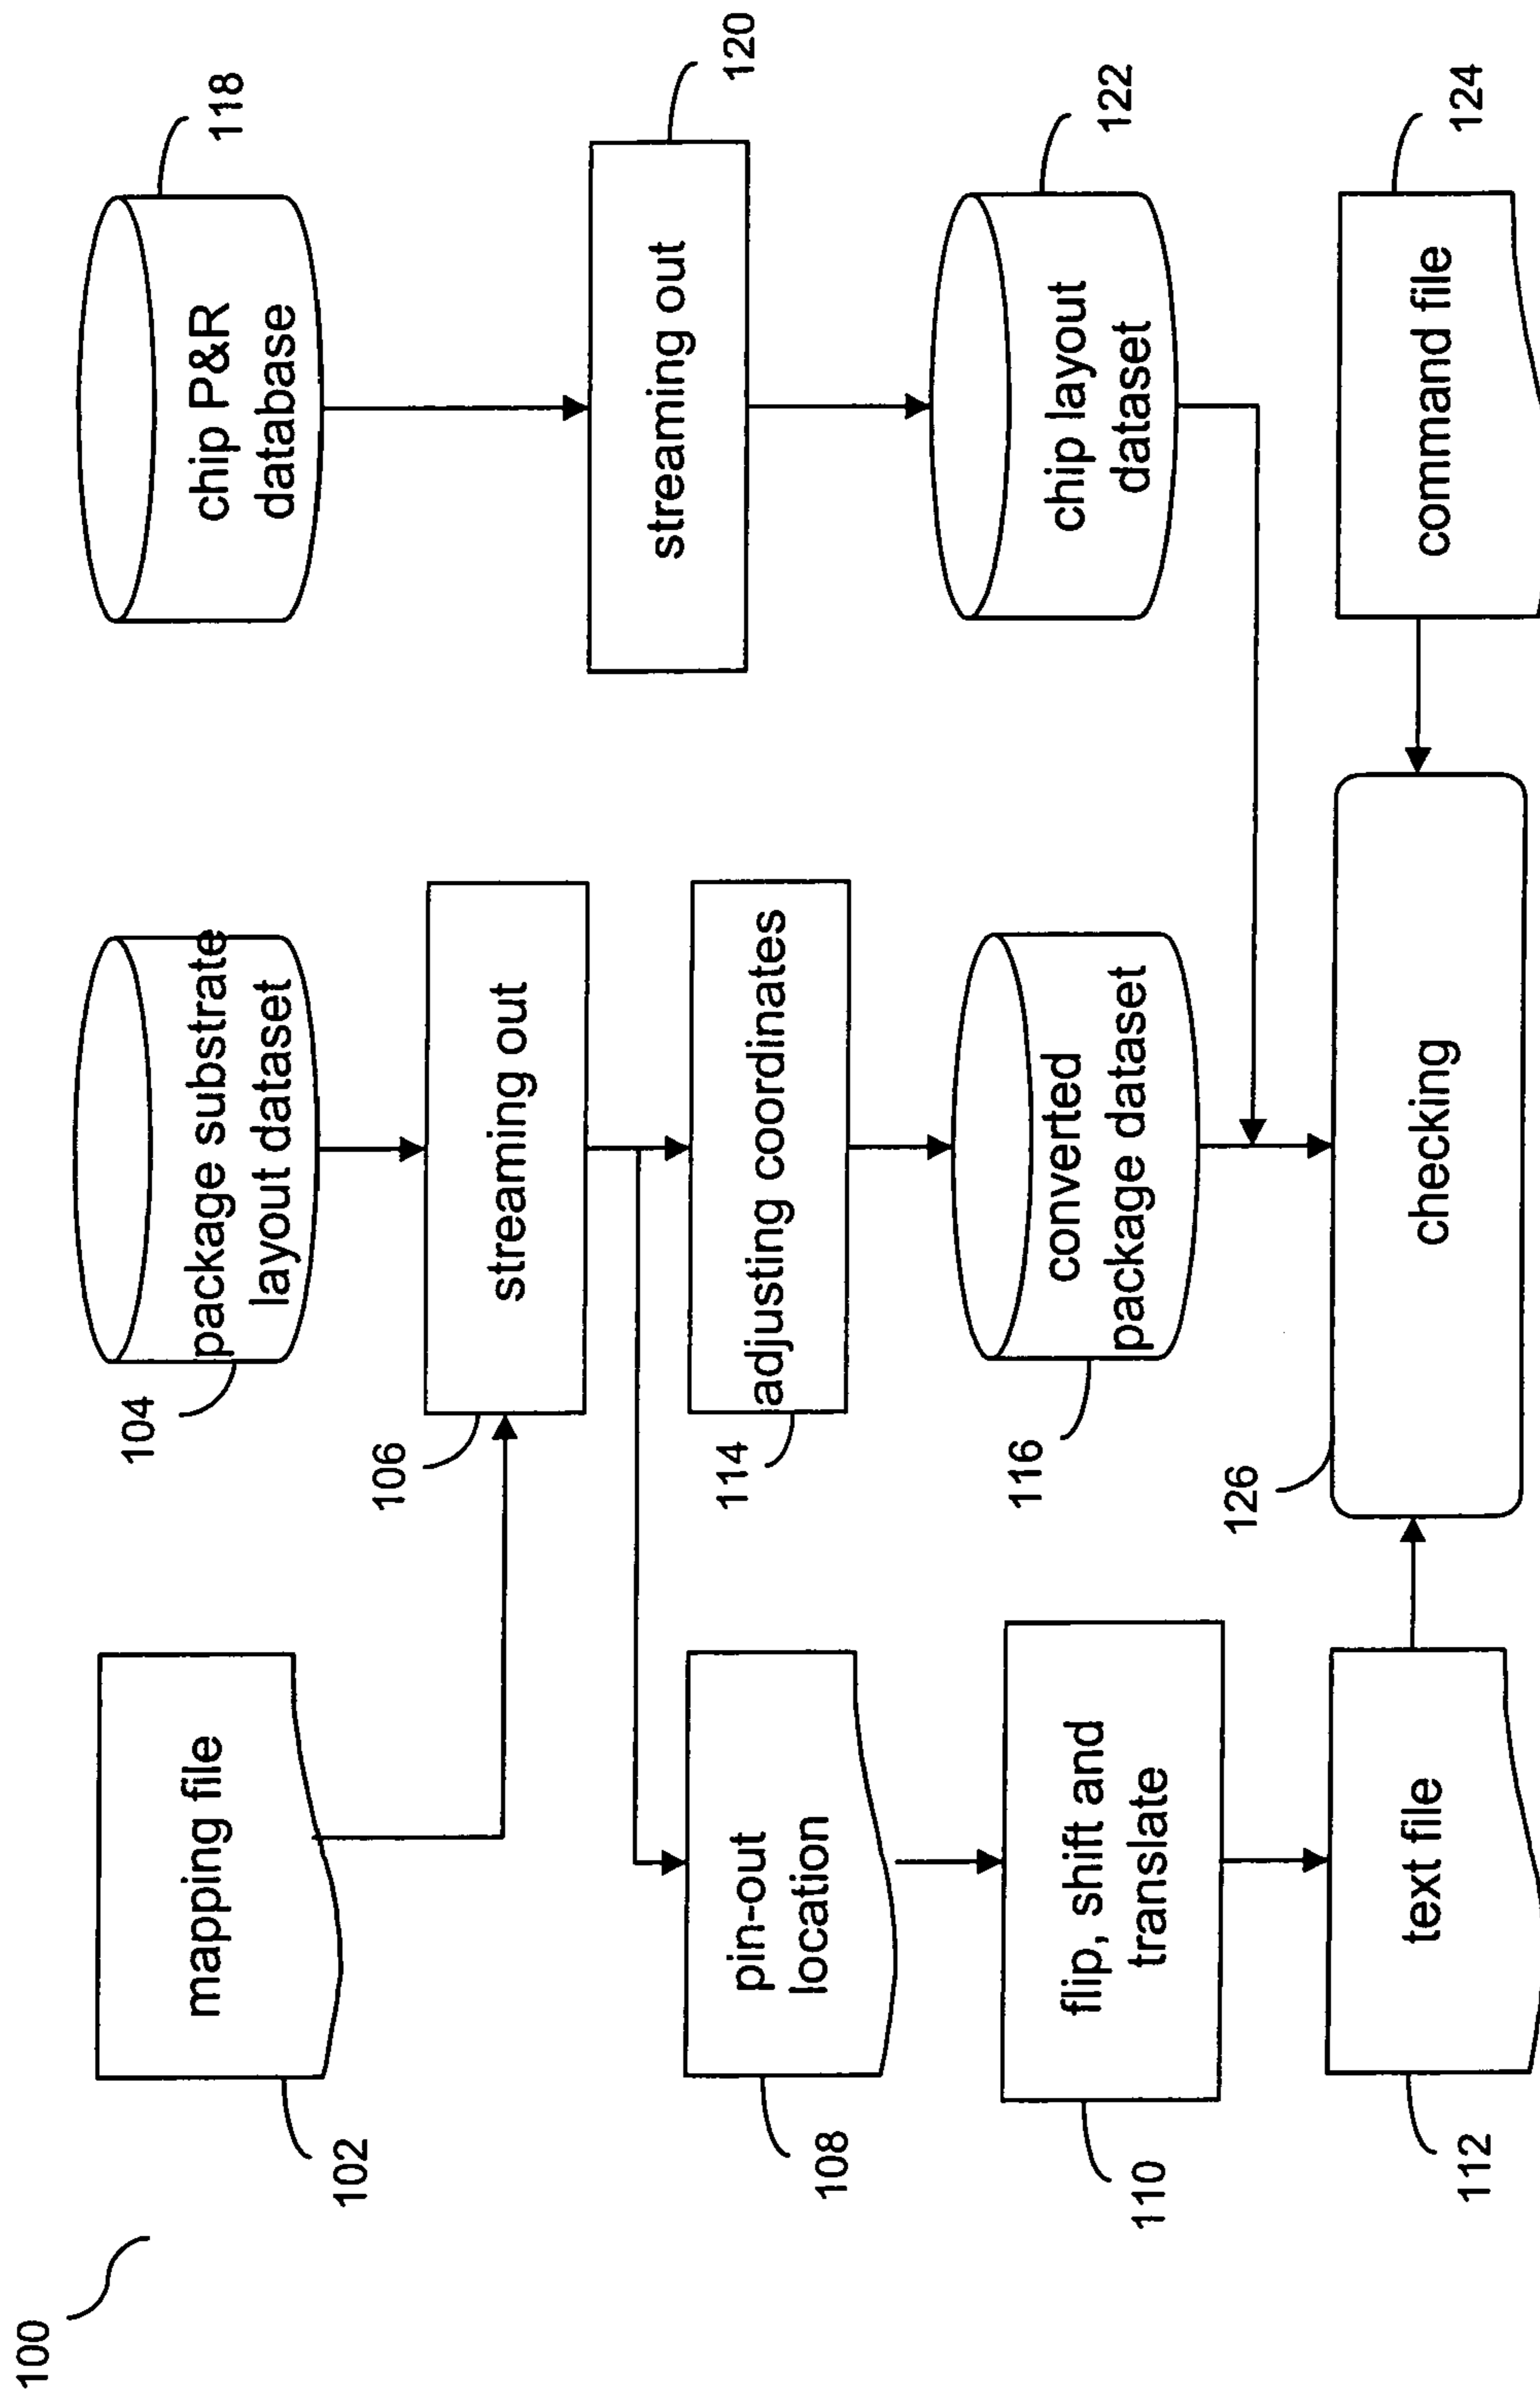 100
102
mapping file
104
package substrate
layout dataset
chip P&R
database
118
106
streaming out
streaming out
120
108
pin-out
location
114
adjusting coordinates
110
flip, shift and
translate
116
converted
package dataset
chip layout
dataset
122
112
text file
126
checking
command file
124